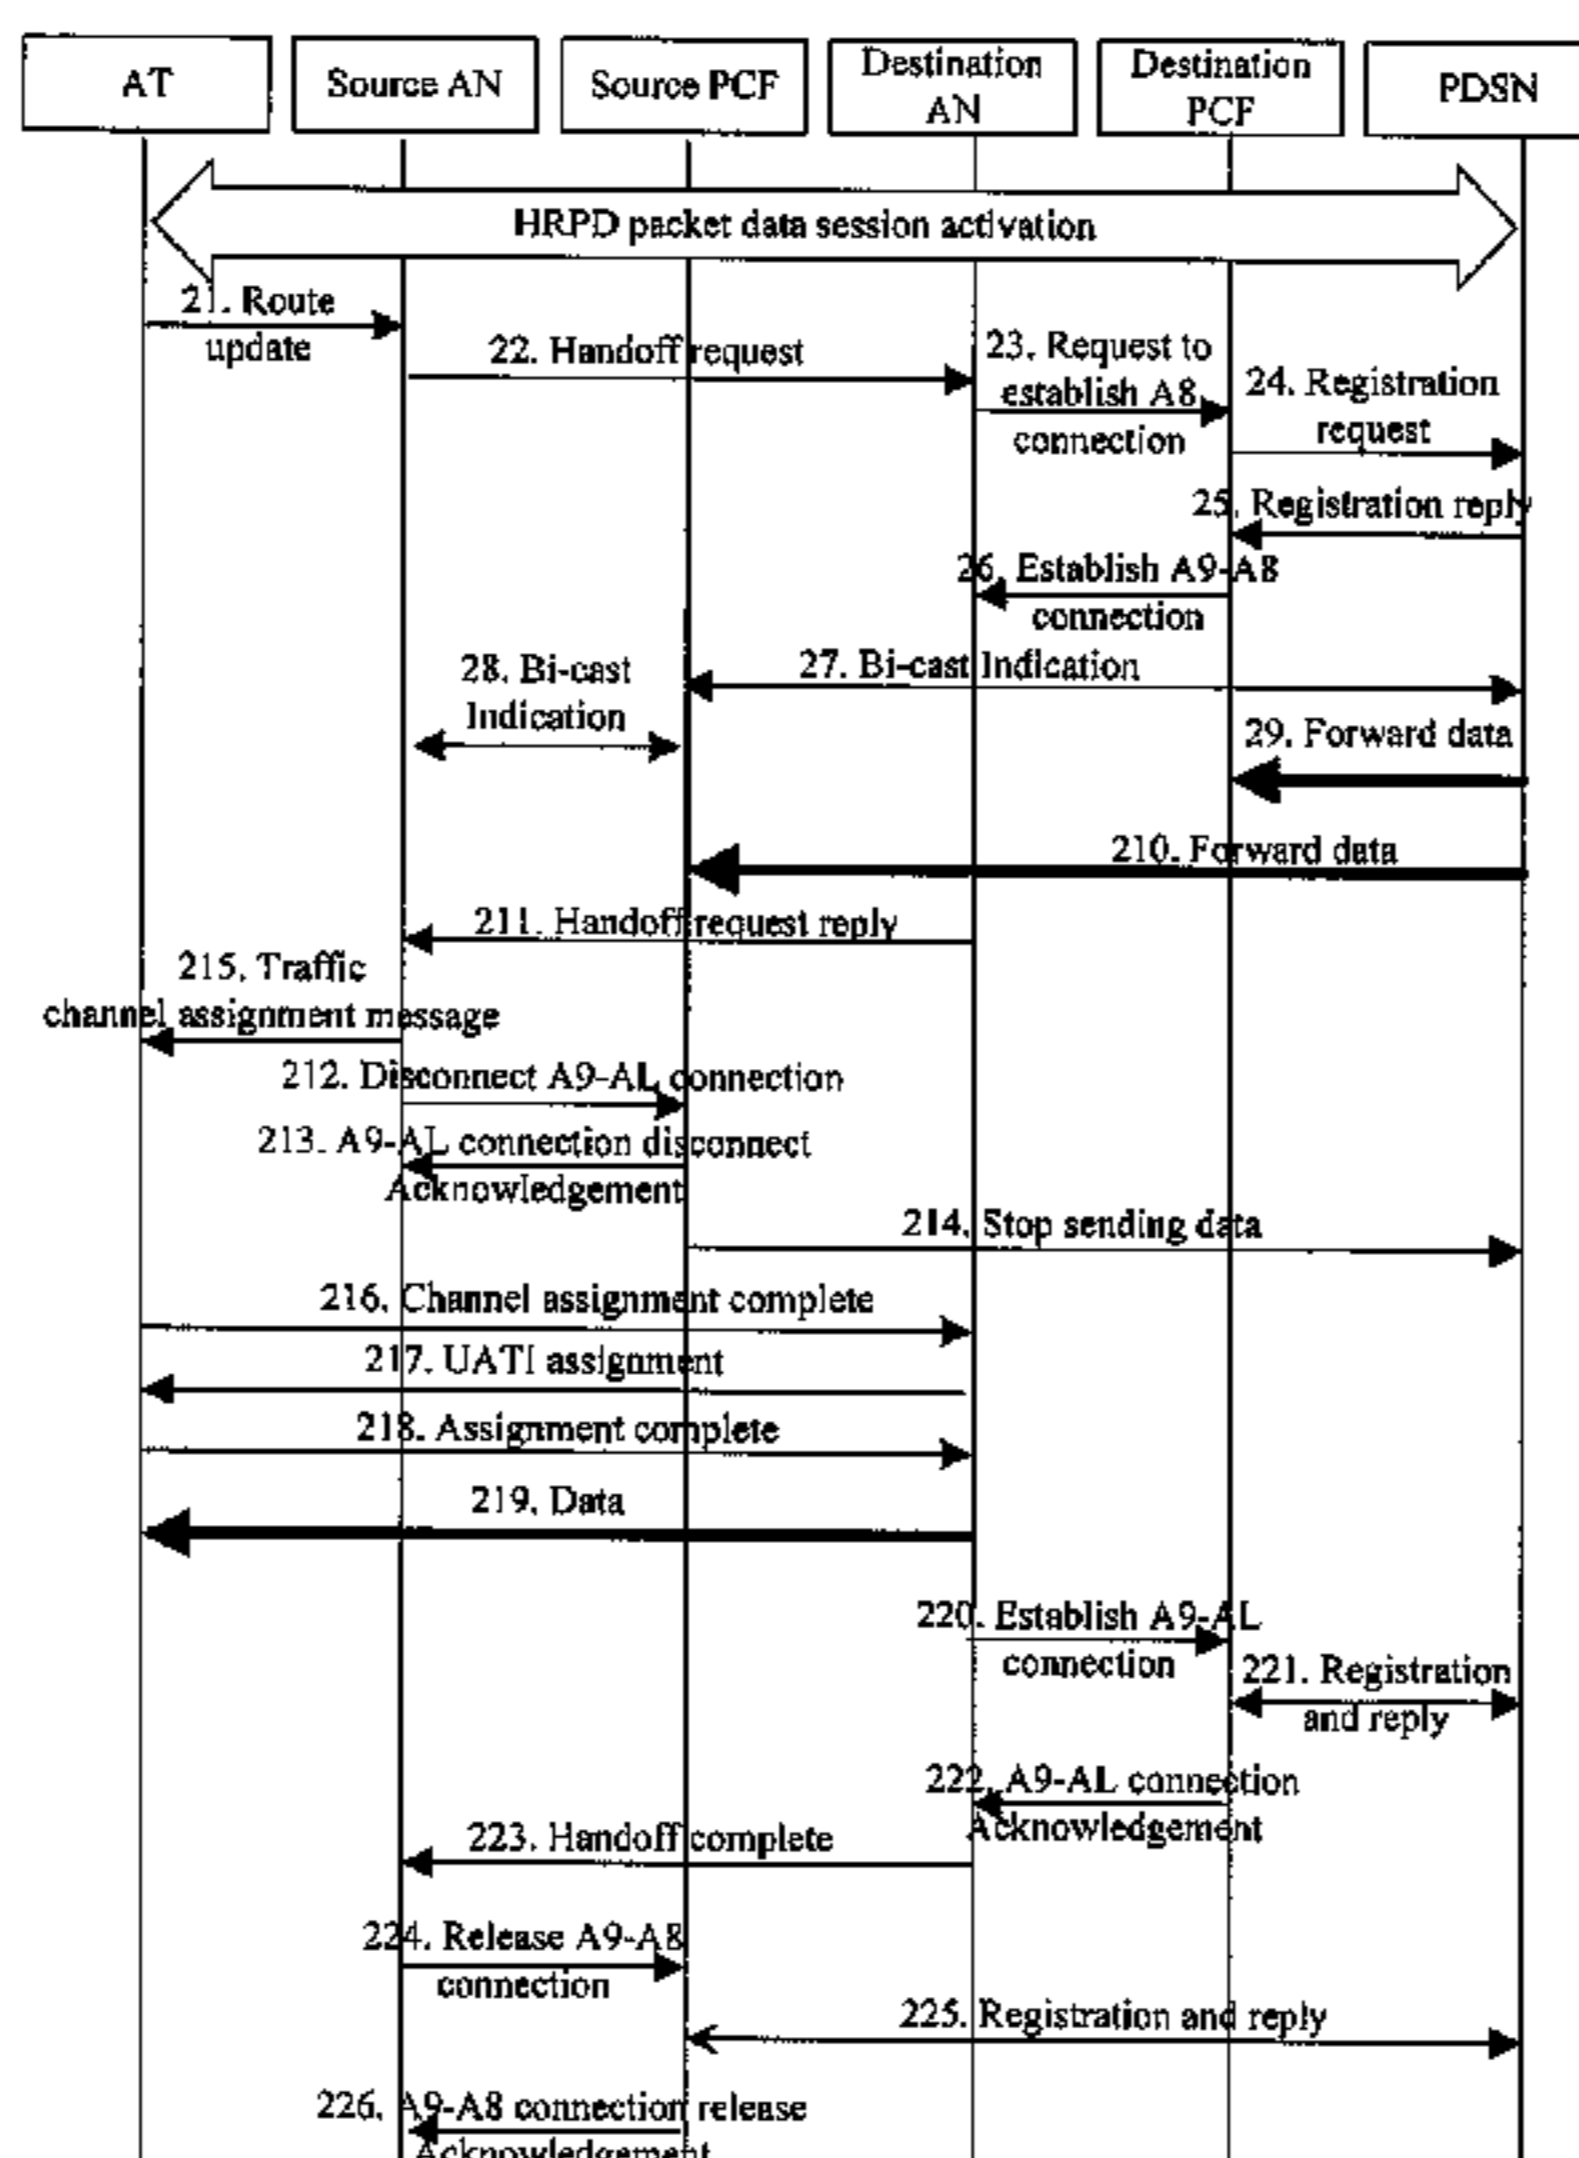 AT
Source AN
Source PCF
Destination
AN
Destination
PCF
PDSN
HRPD packet data session activation
21. Route
update
22. Handoff request
23. Request to
establish A8
connection
24. Registration
request
25. Registration reply
26. Establish A9-A8
connection
27. Bi-cast Indication
28. Bi-cast
Indication
29. Forward data
210. Forward data
211. Handoff request reply
215. Traffic
channel assignment message
212. Disconnect A9-AL connection
213. A9-AL connection disconnect
Acknowledgement
214. Stop sending data
216. Channel assignment complete
217. UATI assignment
218. Assignment complete
219. Data
220. Establish A9-AL
connection
221. Registration
and reply
222. A9-AL connection
Acknowledgement
223. Handoff complete
224. Release A9-A8
connection
225. Registration and reply
226. A9-A8 connection release
Acknowledgement